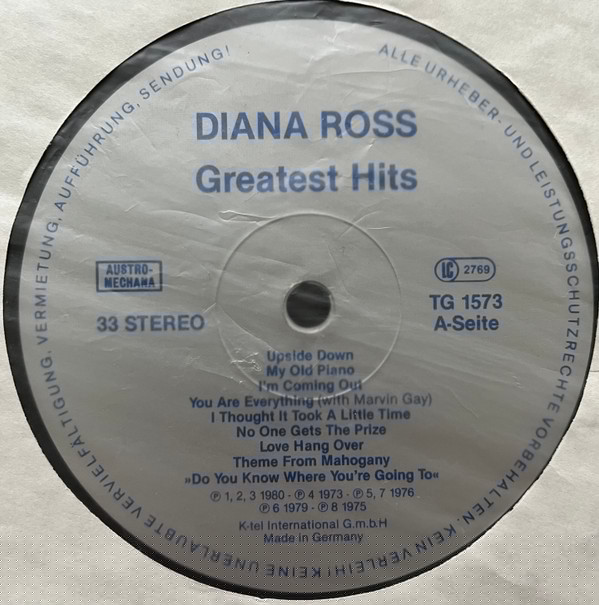 ALLE URHEBER- UND LEISTUNGSSCHUTZRECHTE VORBEHALTEN. KEIN VERLEIH! KEINE UNERLAUBTE VERVIELFÄLTIGUNG, VERMIETUNG, AUFFÜHRUNG, SENDUNG!
DIANA ROSS
Greatest Hits
AUSTRO-
MECHANA
LC 2769
33 STEREO
TG 1573
A-Seite
Upside Down
My Old Piano
I'm Coming Out
You Are Everything (with Marvin Gay)
I Thought It Took A Little Time
No One Gets The Prize
Love Hang Over
Theme From Mahogany
»Do You Know Where You're Going To«
℗ 1, 2, 3 1980 - ℗ 4 1973 - ℗ 5, 7 1976
℗ 6 1979 - ℗ 8 1975
K-tel International G.m.b.H
Made in Germany